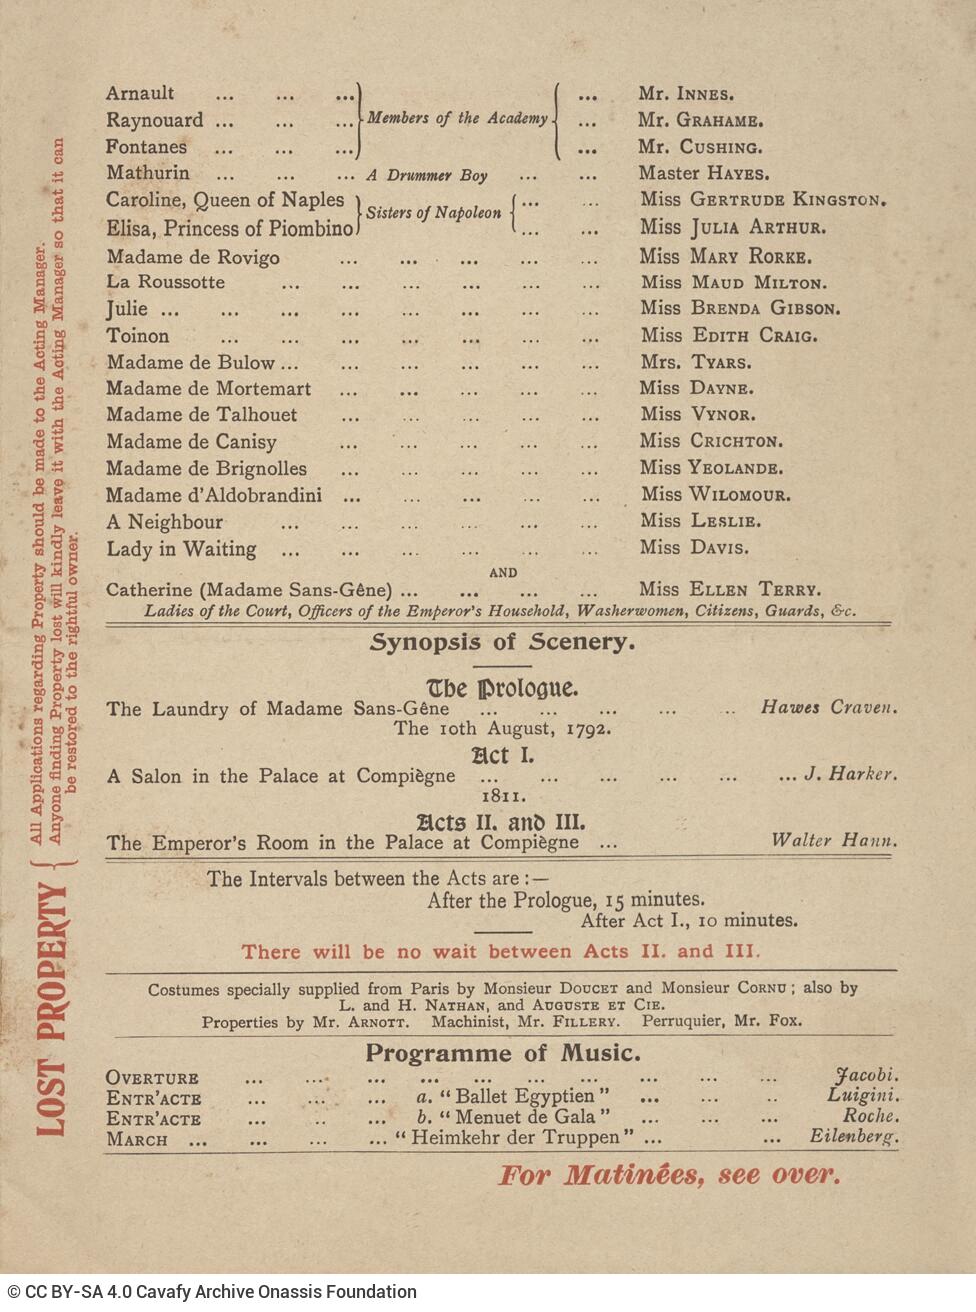 Arnault ... ... ... } Members of the Academy { ... Mr. INNES.
Raynouard ... ... ... } { ... Mr. GRAHAME.
Fontanes ... ... ... } { ... Mr. CUSHING.
Mathurin ... ... ... A Drummer Boy ... ... Master HAYES.
Caroline, Queen of Naples } Sisters of Napoleon { ... ... Miss GERTRUDE KINGSTON.
Elisa, Princess of Piombino } { ... ... Miss JULIA ARTHUR.
Madame de Rovigo ... ... ... ... ... Miss MARY RORKE.
La Roussotte ... ... ... ... ... ... Miss MAUD MILTON.
Julie ... ... ... ... ... ... ... ... Miss BRENDA GIBSON.
Toinon ... ... ... ... ... ... ... Miss EDITH CRAIG.
Madame de Bulow ... ... ... ... ... ... Mrs. TYARS.
Madame de Mortemart ... ... ... ... ... Miss DAYNE.
Madame de Talhouet ... ... ... ... ... Miss VYNOR.
Madame de Canisy ... ... ... ... ... Miss CRICHTON.
Madame de Brignolles ... ... ... ... ... Miss YEOLANDE.
Madame d'Aldobrandini ... ... ... ... ... Miss WILOMOUR.
A Neighbour ... ... ... ... ... ... Miss LESLIE.
Lady in Waiting ... ... ... ... ... ... Miss DAVIS.
AND
Catherine (Madame Sans-Gêne) ... ... ... ... Miss ELLEN TERRY.
Ladies of the Court, Officers of the Emperor's Household, Washerwomen, Citizens, Guards, &c.
Synopsis of Scenery.
The Prologue.
The Laundry of Madame Sans-Gêne ... ... ... ... .. Hawes Craven.
The 10th August, 1792.
Act I.
A Salon in the Palace at Compiègne ... ... ... ... ... ... J. Harker.
1811.
Acts II. and III.
The Emperor's Room in the Palace at Compiègne ... Walter Hann.
The Intervals between the Acts are :—
After the Prologue, 15 minutes.
After Act I., 10 minutes.
There will be no wait between Acts II. and III.
Costumes specially supplied from Paris by Monsieur DOUCET and Monsieur CORNU ; also by
L. and H. NATHAN, and AUGUSTE ET CIE.
Properties by Mr. ARNOTT. Machinist, Mr. FILLERY. Perruquier, Mr. FOX.
Programme of Music.
OVERTURE ... ... ... ... ... ... ... ... ... ... Jacobi.
ENTR'ACTE ... ... ... a. "Ballet Egyptien" ... ... .. Luigini.
ENTR'ACTE ... .. ... b. "Menuet de Gala" ... ... ... Roche.
MARCH ... ... ... ... "Heimkehr der Truppen" ... ... Eilenberg.
For Matinées, see over.
LOST PROPERTY { All Applications regarding Property should be made to the Acting Manager.
Anyone finding Property lost will kindly leave it with the Acting Manager so that it can
be restored to the rightful owner.
© CC BY-SA 4.0 Cavafy Archive Onassis Foundation